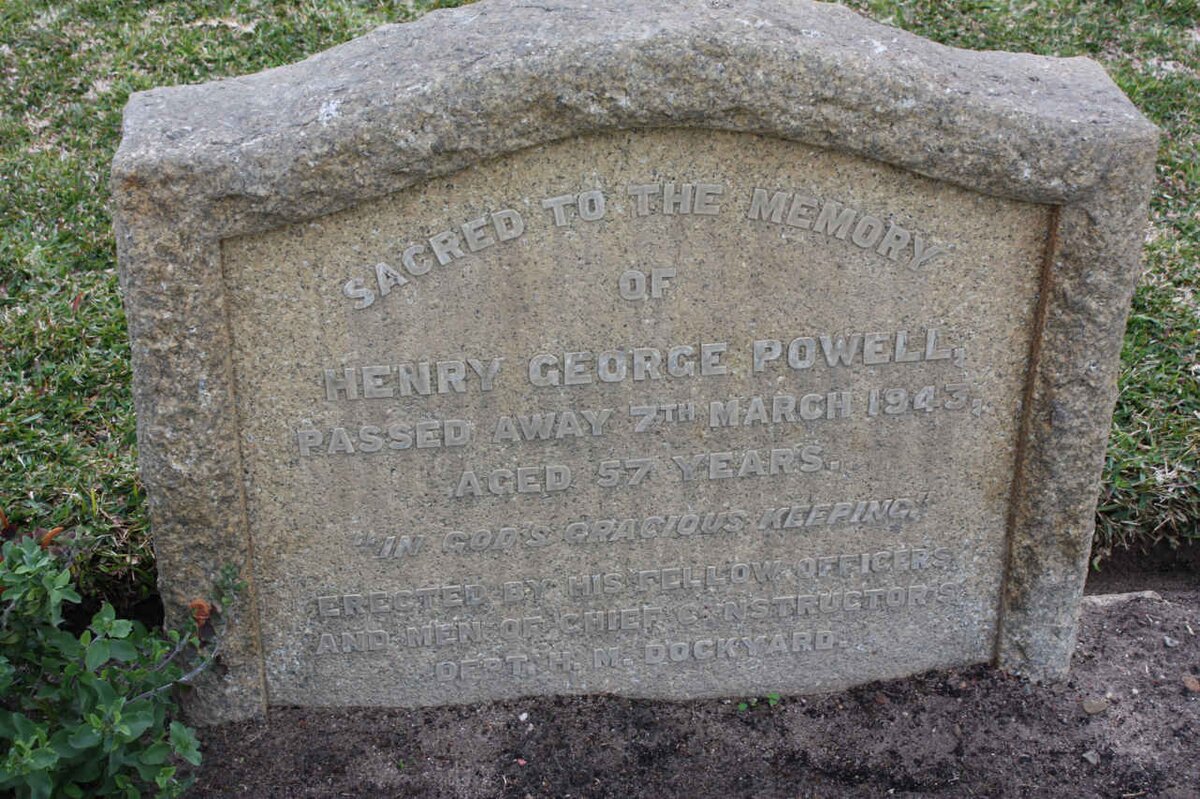 SACRED TO THE MEMORY
OF
HENRY GEORGE POWELL,
PASSED AWAY 7TH MARCH 1943,
AGED 57 YEARS.
"IN GOD'S GRACIOUS KEEPING."
ERECTED BY HIS FELLOW OFFICERS
AND MEN OF CHIEF C NSTRUCTOR'S
DEPT. H. M. DOCKYARD.